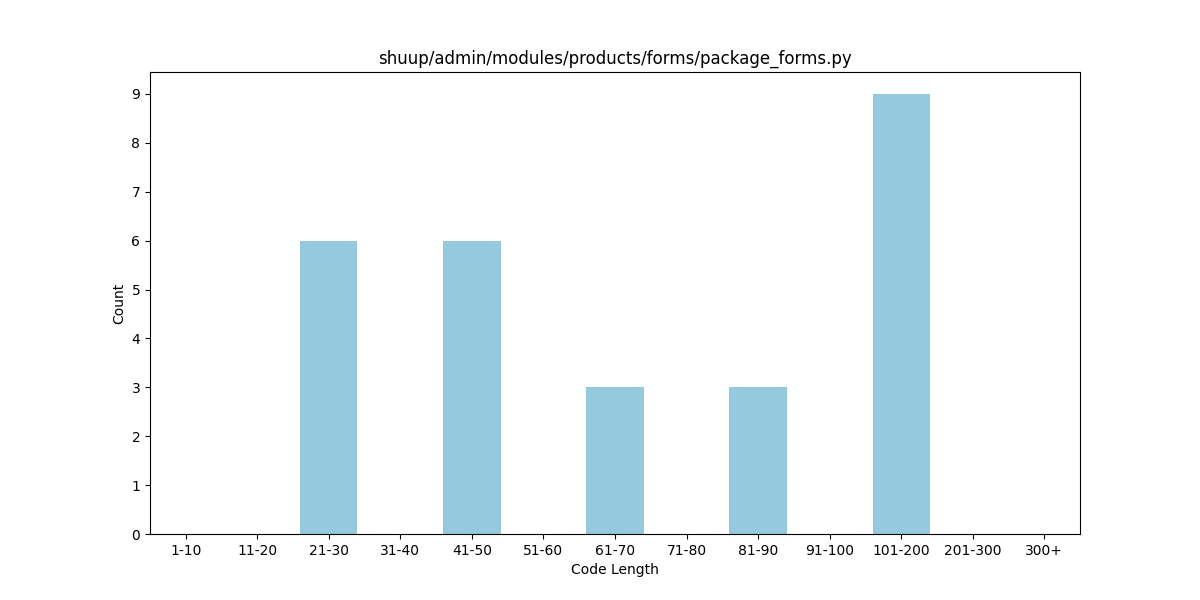 shuup/admin/modules/products/forms/package_forms.py
Count
9
8
7
6
5
4
3
2
1
0
1-10 11-20 21-30 31-40 41-50 51-60 61-70 71-80 81-90 91-100 101-200 201-300 300+
Code Length